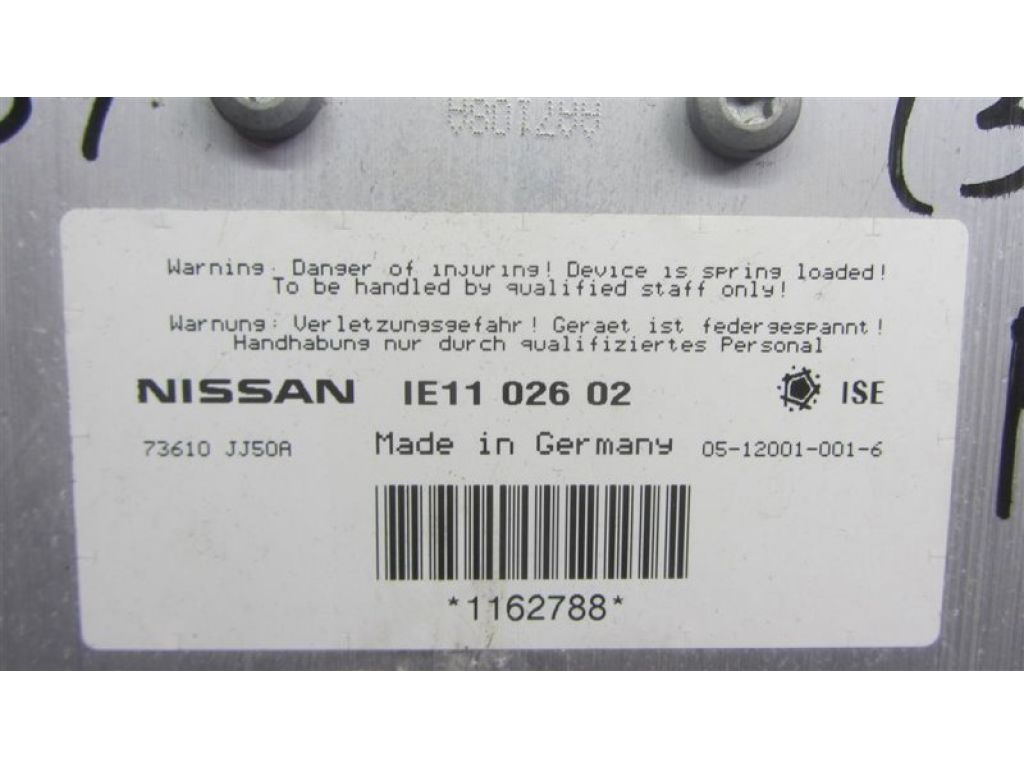 Warning: Danger of injuring! Device is spring loaded!
To be handled by qualified staff only!
Warnung: Verletzungsgefahr! Geraet ist federgespannt!
Handhabung nur durch qualifiziertes Personal
NISSAN IE11 026 02 ISE
73610 JJ50A Made in Germany 05-12001-001-6
*1162788*